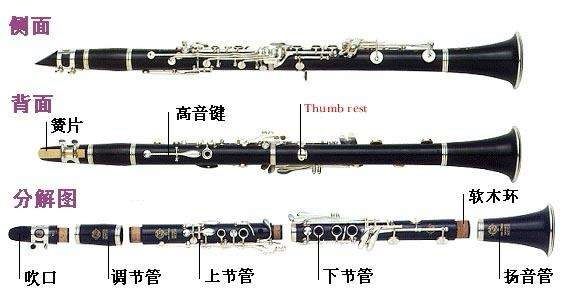 侧面
背面
簧片
高音键
Thumb rest
分解图
软木环
吹口
调节管
上节管
下节管
扬音管